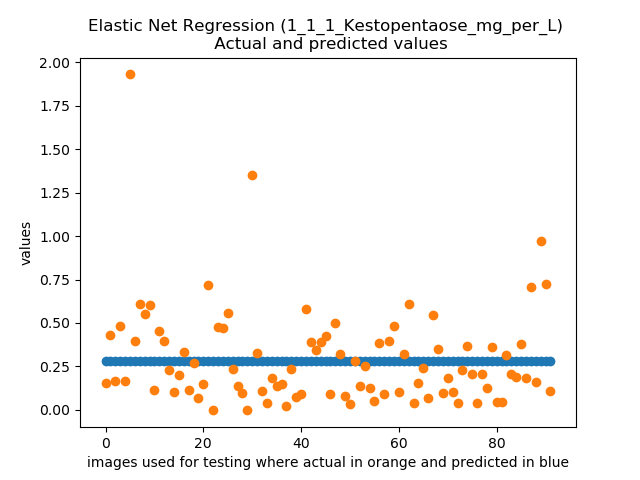 Elastic Net Regression (1_1_1_Kestopentaose_mg_per_L)
Actual and predicted values
2.00
1.75
1.50
1.25
1.00
0.75
0.50
0.25
0.00
values
0 20 40 60 80
images used for testing where actual in orange and predicted in blue